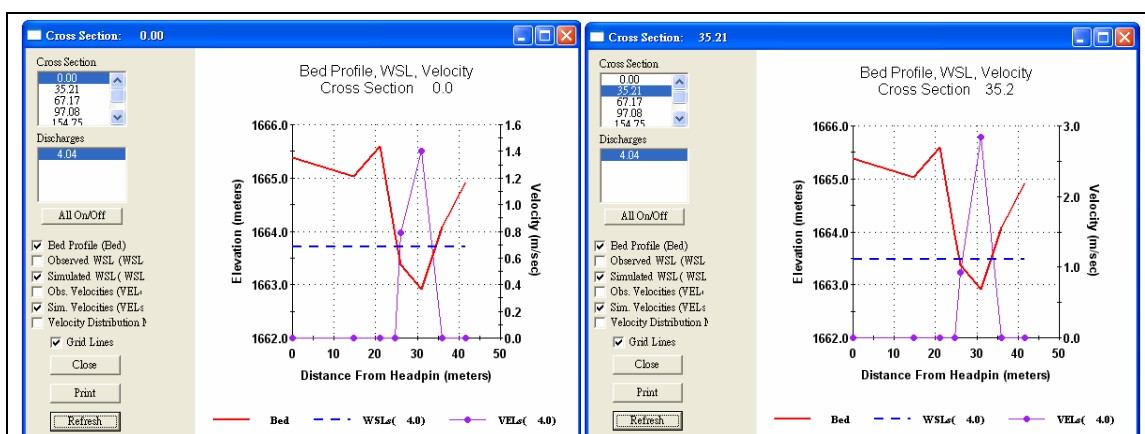 Cross Section: 0.00
Cross Section
0.00
35.21
67.17
97.08
154.75
Discharges
4.04
All On/Off
Bed Profile (Bed)
Observed WSL (WSL
Simulated WSL ( WSL
Obs. Velocities (VEL
Sim. Velocities (VELs
Velocity Distribution N
Grid Lines
Close
Print
Refresh
Bed Profile, WSL, Velocity
Cross Section 0.0
1666.0
1665.0
1664.0
1663.0
1662.0
Elevation (meters)
1.6
1.4
1.2
1.0
0.8
0.6
0.4
0.2
0.0
Velocity (m/sec)
0 10 20 30 40 50
Distance From Headpin (meters)
Bed WSLs( 4.0) VELs( 4.0)
Cross Section: 35.21
Cross Section
0.00
35.21
67.17
97.08
154.75
Discharges
4.04
All On/Off
Bed Profile (Bed)
Observed WSL (WSL
Simulated WSL ( WSL
Obs. Velocities (VEL
Sim. Velocities (VELs
Velocity Distribution N
Grid Lines
Close
Print
Refresh
Bed Profile, WSL, Velocity
Cross Section 35.2
1666.0
1665.0
1664.0
1663.0
1662.0
Elevation (meters)
3.0
2.0
1.0
0.0
Velocity (m/sec)
0 10 20 30 40 50
Distance From Headpin (meters)
Bed WSLs( 4.0) VELs( 4.0)